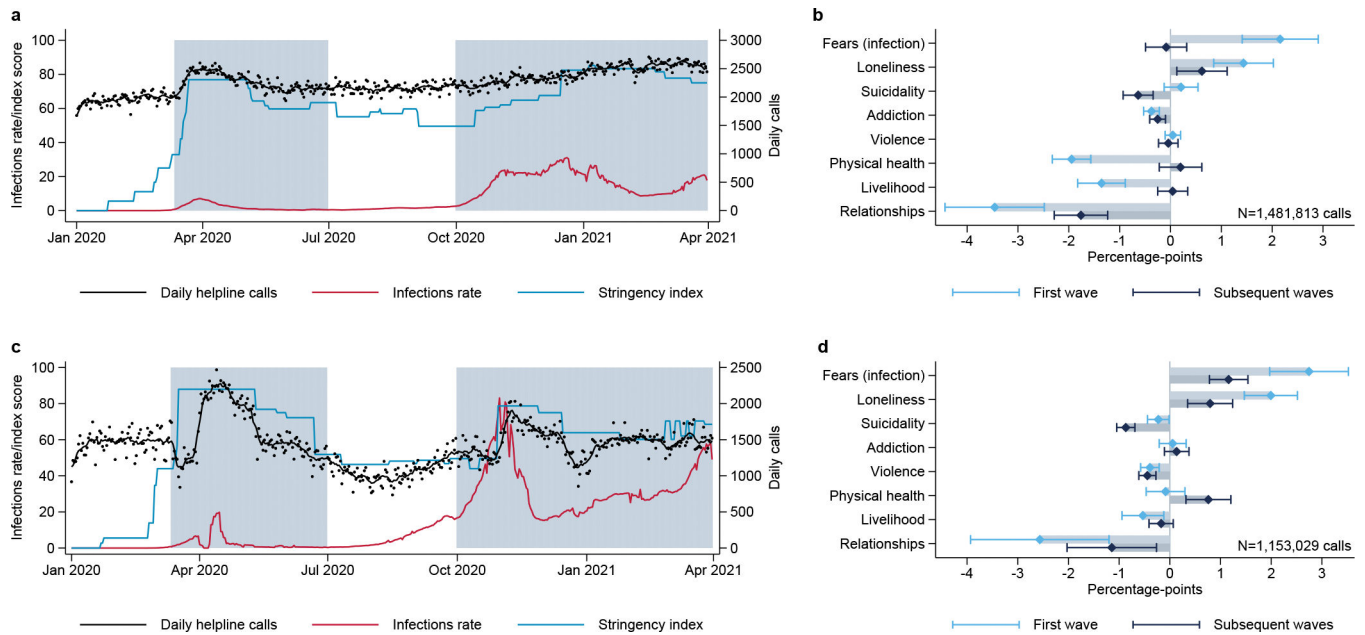 a
Infections rate/index score
100
80
60
40
20
0
3000
2500
2000
1500
1000
500
0
Daily calls
Jan 2020
Apr 2020
Jul 2020
Oct 2020
Jan 2021
Apr 2021
Daily helpline calls
Infections rate
Stringency index
b
Fears (infection)
Loneliness
Suicidality
Addiction
Violence
Physical health
Livelihood
Relationships
N=1,481,813 calls
-4 -3 -2 -1 0 1 2 3
Percentage-points
First wave
Subsequent waves
c
Infections rate/index score
100
80
60
40
20
0
2500
2000
1500
1000
500
0
Daily calls
Jan 2020
Apr 2020
Jul 2020
Oct 2020
Jan 2021
Apr 2021
Daily helpline calls
Infections rate
Stringency index
d
Fears (infection)
Loneliness
Suicidality
Addiction
Violence
Physical health
Livelihood
Relationships
N=1,153,029 calls
-4 -3 -2 -1 0 1 2 3
Percentage-points
First wave
Subsequent waves